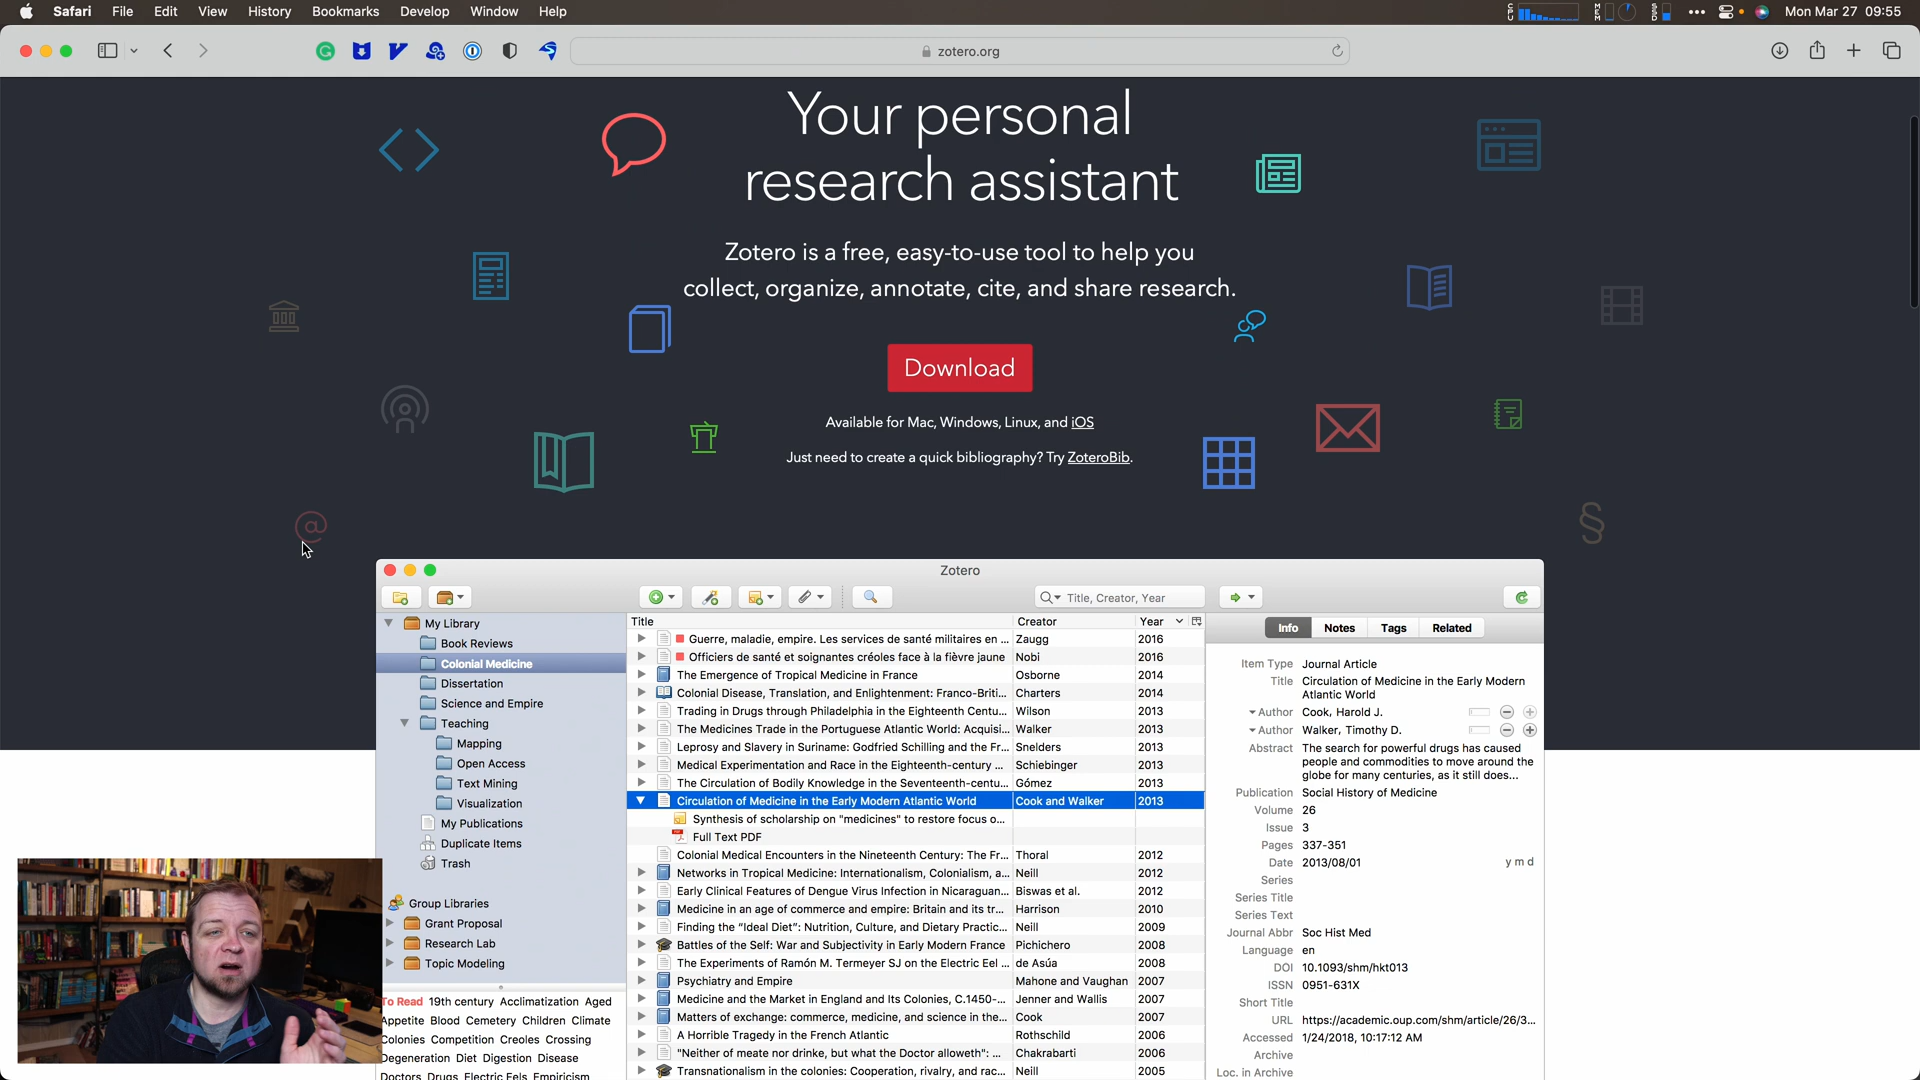 Safari File Edit View History Bookmarks Develop Window Help
Mon Mar 27 09:55
zotero.org
Your personal
research assistant
Zotero is a free, easy-to-use tool to help you
collect, organize, annotate, cite, and share research.
Download
Available for Mac, Windows, Linux, and iOS
Just need to create a quick bibliography? Try ZoteroBib.
Zotero
Title, Creator, Year
My Library
Book Reviews
Colonial Medicine
Dissertation
Science and Empire
Teaching
Mapping
Open Access
Text Mining
Visualization
My Publications
Duplicate Items
Trash
Group Libraries
Grant Proposal
Research Lab
Topic Modeling
To Read 19th century Acclimatization Aged
Appetite Blood Cemetery Children Climate
Colonies Competition Creoles Crossing
Degeneration Diet Digestion Disease
Doctors Drugs Electric Eels Empiricism
Title Creator Year
Guerre, maladie, empire. Les services de santé militaires en ... Zaugg 2016
Officiers de santé et soignantes créoles face à la fièvre jaune Nobi 2016
The Emergence of Tropical Medicine in France Osborne 2014
Colonial Disease, Translation, and Enlightenment: Franco-Briti... Charters 2014
Trading in Drugs through Philadelphia in the Eighteenth Centu... Wilson 2013
The Medicines Trade in the Portuguese Atlantic World: Acquisi... Walker 2013
Leprosy and Slavery in Suriname: Godfried Schilling and the Fr... Snelders 2013
Medical Experimentation and Race in the Eighteenth-century ... Schiebinger 2013
The Circulation of Bodily Knowledge in the Seventeenth-centu... Gómez 2013
Circulation of Medicine in the Early Modern Atlantic World Cook and Walker 2013
Synthesis of scholarship on "medicines" to restore focus o...
Full Text PDF
Colonial Medical Encounters in the Nineteenth Century: The Fr... Thoral 2012
Networks in Tropical Medicine: Internationalism, Colonialism, a... Neill 2012
Early Clinical Features of Dengue Virus Infection in Nicaraguan... Biswas et al. 2012
Medicine in an age of commerce and empire: Britain and its tr... Harrison 2010
Finding the “Ideal Diet”: Nutrition, Culture, and Dietary Practic... Neill 2009
Battles of the Self: War and Subjectivity in Early Modern France Pichichero 2008
The Experiments of Ramón M. Termeyer SJ on the Electric Eel ... de Asúa 2008
Psychiatry and Empire Mahone and Vaughan 2007
Medicine and the Market in England and Its Colonies, C.1450-... Jenner and Wallis 2007
Matters of exchange: commerce, medicine, and science in the... Cook 2007
A Horrible Tragedy in the French Atlantic Rothschild 2006
"Neither of meate nor drinke, but what the Doctor alloweth": ... Chakrabarti 2006
Transnationalism in the colonies: Cooperation, rivalry, and rac... Neill 2005
Info Notes Tags Related
Item Type Journal Article
Title Circulation of Medicine in the Early Modern
Atlantic World
Author Cook, Harold J.
Author Walker, Timothy D.
Abstract The search for powerful drugs has caused
people and commodities to move around the
globe for many centuries, as it still does...
Publication Social History of Medicine
Volume 26
Issue 3
Pages 337-351
Date 2013/08/01 y m d
Series
Series Title
Series Text
Journal Abbr Soc Hist Med
Language en
DOI 10.1093/shm/hkt013
ISSN 0951-631X
Short Title
URL https://academic.oup.com/shm/article/26/3...
Accessed 1/24/2018, 10:17:12 AM
Archive
Loc. in Archive